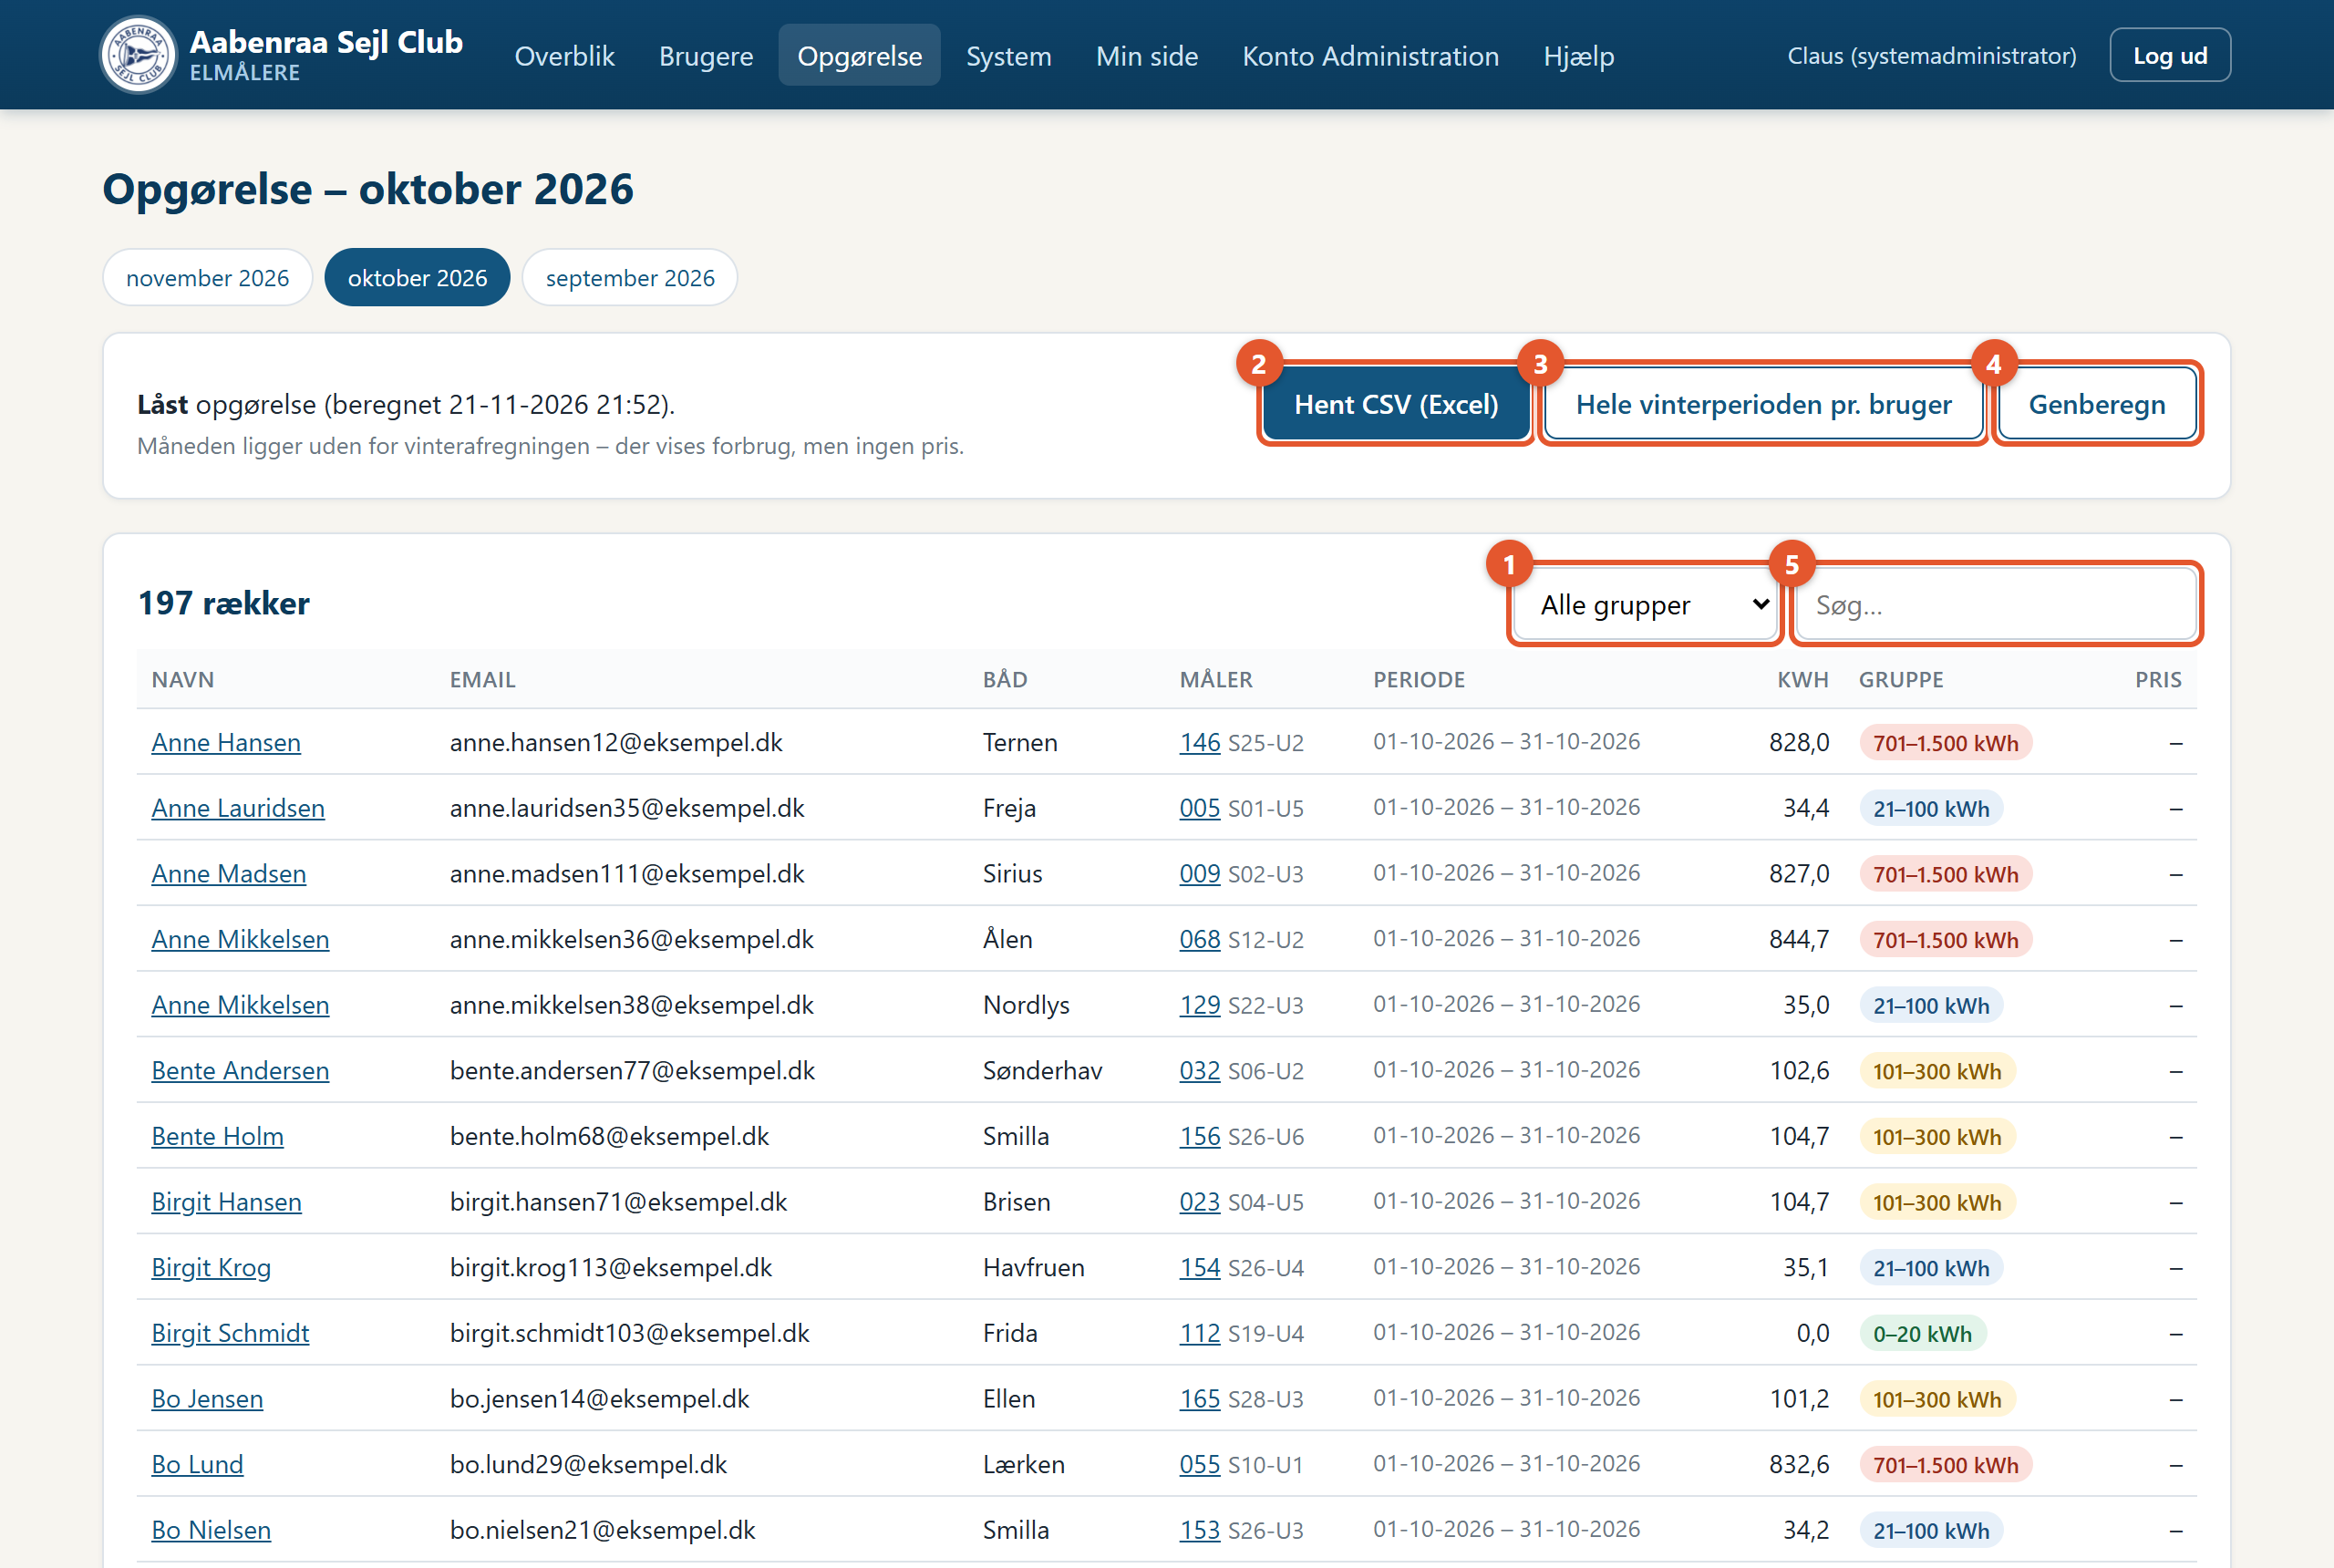 AABENRAA
SEJL CLUB
Aabenraa Sejl Club
ELMÅLERE
Overblik Brugere Opgørelse System Min side Konto Administration Hjælp Claus (systemadministrator) Log ud
Opgørelse – oktober 2026
november 2026 oktober 2026 september 2026
2 3 4
Låst opgørelse (beregnet 21-11-2026 21:52). Hent CSV (Excel) Hele vinterperioden pr. bruger Genberegn
Måneden ligger uden for vinterafregningen – der vises forbrug, men ingen pris.
1 5
197 rækker Alle grupper Søg...
NAVN EMAIL BÅD MÅLER PERIODE KWH GRUPPE PRIS
Anne Hansen anne.hansen12@eksempel.dk Ternen 146 S25-U2 01-10-2026 – 31-10-2026 828,0 701–1.500 kWh –
Anne Lauridsen anne.lauridsen35@eksempel.dk Freja 005 S01-U5 01-10-2026 – 31-10-2026 34,4 21–100 kWh –
Anne Madsen anne.madsen111@eksempel.dk Sirius 009 S02-U3 01-10-2026 – 31-10-2026 827,0 701–1.500 kWh –
Anne Mikkelsen anne.mikkelsen36@eksempel.dk Ålen 068 S12-U2 01-10-2026 – 31-10-2026 844,7 701–1.500 kWh –
Anne Mikkelsen anne.mikkelsen38@eksempel.dk Nordlys 129 S22-U3 01-10-2026 – 31-10-2026 35,0 21–100 kWh –
Bente Andersen bente.andersen77@eksempel.dk Sønderhav 032 S06-U2 01-10-2026 – 31-10-2026 102,6 101–300 kWh –
Bente Holm bente.holm68@eksempel.dk Smilla 156 S26-U6 01-10-2026 – 31-10-2026 104,7 101–300 kWh –
Birgit Hansen birgit.hansen71@eksempel.dk Brisen 023 S04-U5 01-10-2026 – 31-10-2026 104,7 101–300 kWh –
Birgit Krog birgit.krog113@eksempel.dk Havfruen 154 S26-U4 01-10-2026 – 31-10-2026 35,1 21–100 kWh –
Birgit Schmidt birgit.schmidt103@eksempel.dk Frida 112 S19-U4 01-10-2026 – 31-10-2026 0,0 0–20 kWh –
Bo Jensen bo.jensen14@eksempel.dk Ellen 165 S28-U3 01-10-2026 – 31-10-2026 101,2 101–300 kWh –
Bo Lund bo.lund29@eksempel.dk Lærken 055 S10-U1 01-10-2026 – 31-10-2026 832,6 701–1.500 kWh –
Bo Nielsen bo.nielsen21@eksempel.dk Smilla 153 S26-U3 01-10-2026 – 31-10-2026 34,2 21–100 kWh –